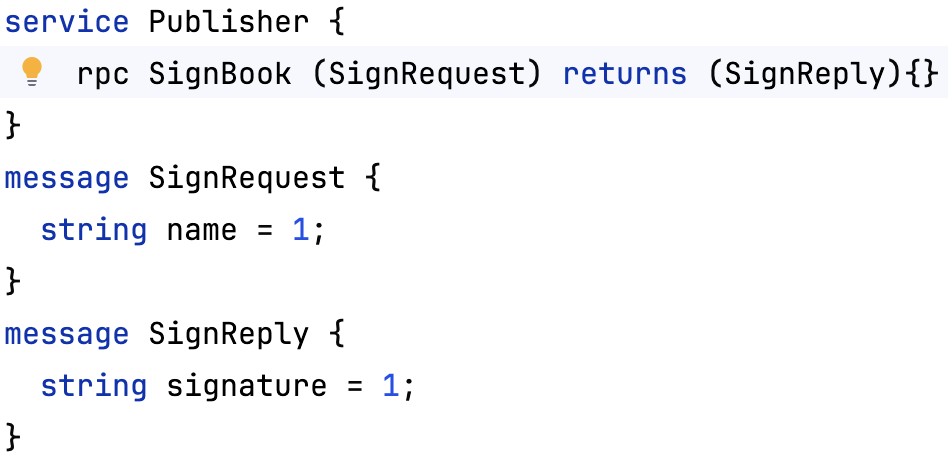 service Publisher {
rpc SignBook (SignRequest) returns (SignReply){}
}
message SignRequest {
string name = 1;
}
message SignReply {
string signature = 1;
}